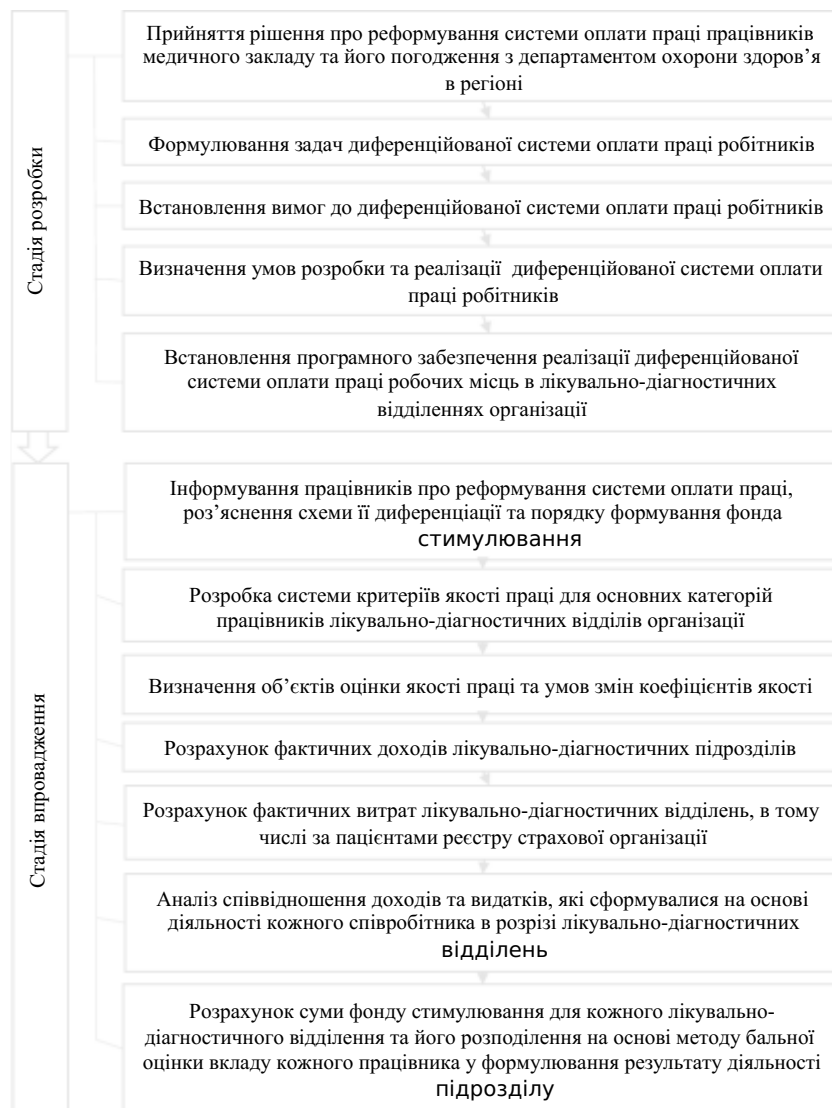 Стадія розробки
Прийняття рішення про реформування системи оплати праці працівників
медичного закладу та його погодження з департаментом охорони здоров’я
в регіоні
Формулювання задач диференційованої системи оплати праці робітників
Встановлення вимог до диференційованої системи оплати праці робітників
Визначення умов розробки та реалізації диференційованої системи оплати
праці робітників
Встановлення програмного забезпечення реалізації диференційованої
системи оплати праці робочих місць в лікувально-діагностичних
відділеннях організації
Стадія впровадження
Інформування працівників про реформування системи оплати праці,
роз’яснення схеми її диференціації та порядку формування фонда
стимулювання
Розробка системи критеріїв якості праці для основних категорій
працівників лікувально-діагностичних відділів організації
Визначення об’єктів оцінки якості праці та умов змін коефіцієнтів якості
Розрахунок фактичних доходів лікувально-діагностичних підрозділів
Розрахунок фактичних витрат лікувально-діагностичних відділень, в тому
числі за пацієнтами реєстру страхової організації
Аналіз співвідношення доходів та видатків, які сформувалися на основі
діяльності кожного співробітника в розрізі лікувально-діагностичних
відділень
Розрахунок суми фонду стимулювання для кожного лікувально-
діагностичного відділення та його розподілення на основі методу бальної
оцінки вкладу кожного працівника у формулювання результату діяльності
підрозділу